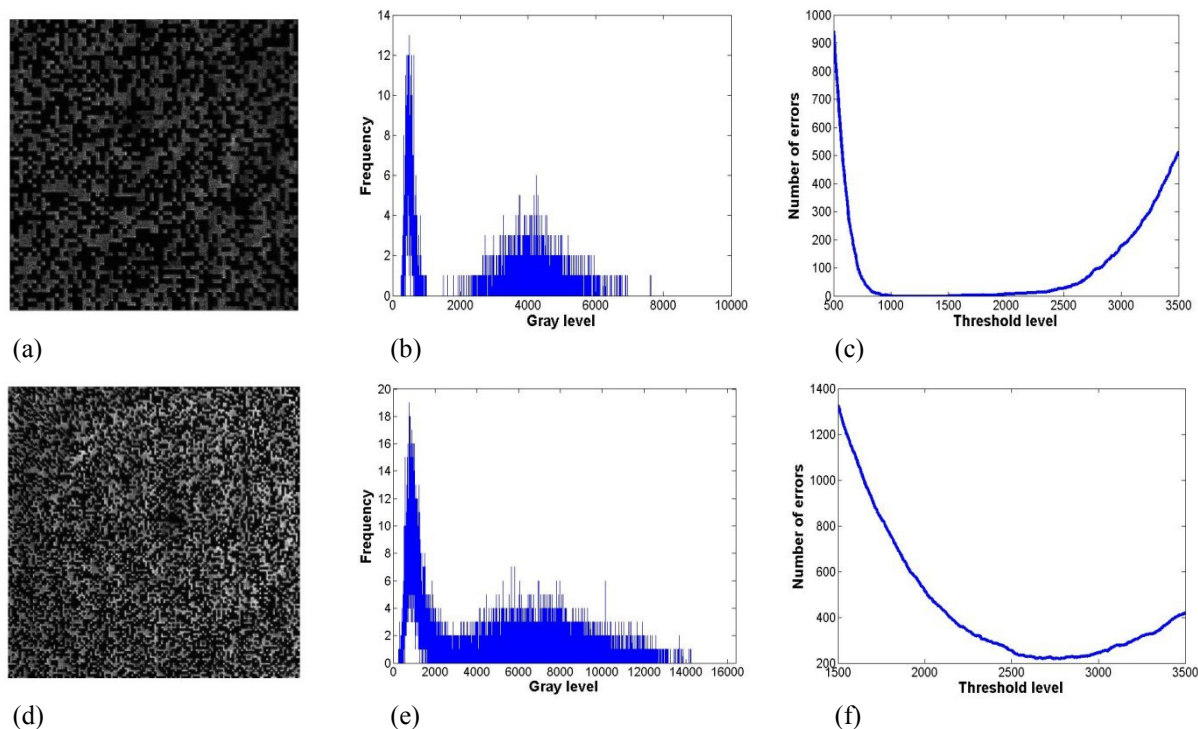 (a)
14
12
10
8
6
4
2
0
Frequency
0 2000 4000 6000 8000 10000
Gray level
(b)
1000
900
800
700
600
500
400
300
200
100
0
Number of errors
500 1000 1500 2000 2500 3000 3500
Threshold level
(c)
(d)
20
18
16
14
12
10
8
6
4
2
0
Frequency
0 2000 4000 6000 8000 10000 12000 14000 16000
Gray level
(e)
1400
1200
1000
800
600
400
200
Number of errors
1500 2000 2500 3000 3500
Threshold level
(f)